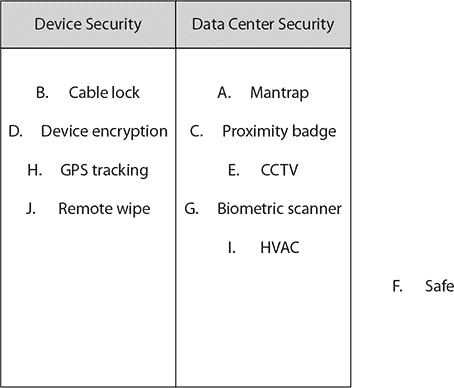 Device Security
Data Center Security
B. Cable lock
A. Mantrap
D. Device encryption
C. Proximity badge
H. GPS tracking
E. CCTV
J. Remote wipe
G. Biometric scanner
I. HVAC
F. Safe